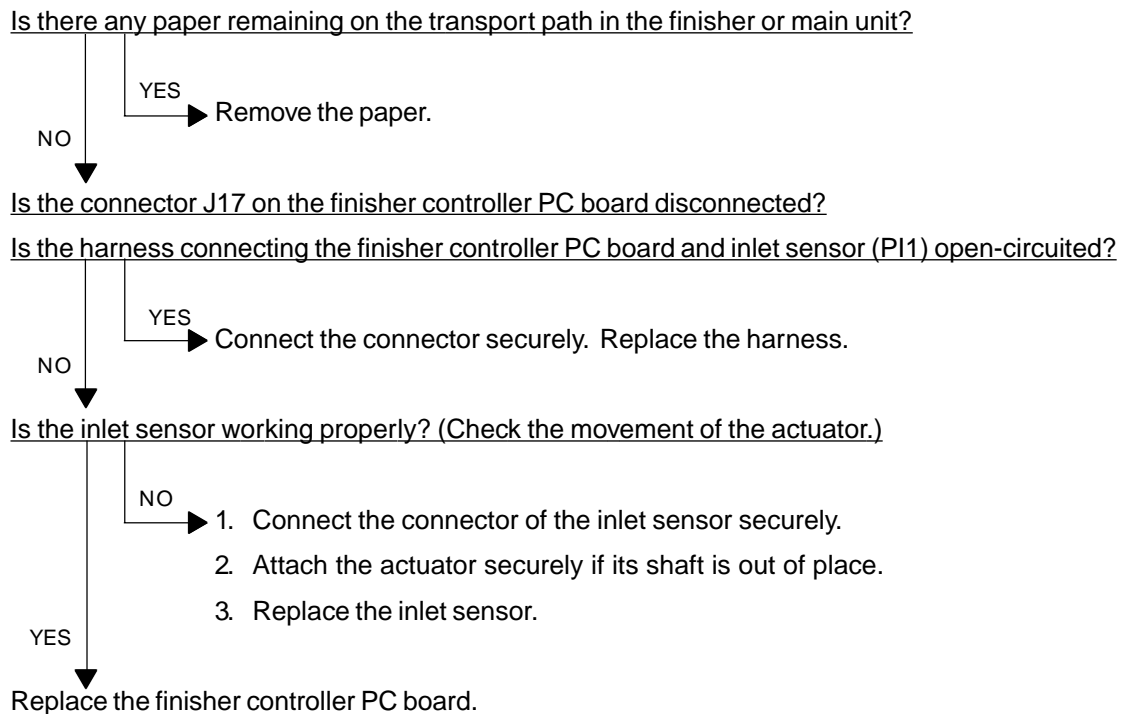 Is there any paper remaining on the transport path in the finisher or main unit?
YES
Remove the paper.
NO
Is the connector J17 on the finisher controller PC board disconnected?
Is the harness connecting the finisher controller PC board and inlet sensor (PI1) open-circuited?
YES
Connect the connector securely. Replace the harness.
NO
Is the inlet sensor working properly? (Check the movement of the actuator.)
NO
1. Connect the connector of the inlet sensor securely.
2. Attach the actuator securely if its shaft is out of place.
3. Replace the inlet sensor.
YES
Replace the finisher controller PC board.